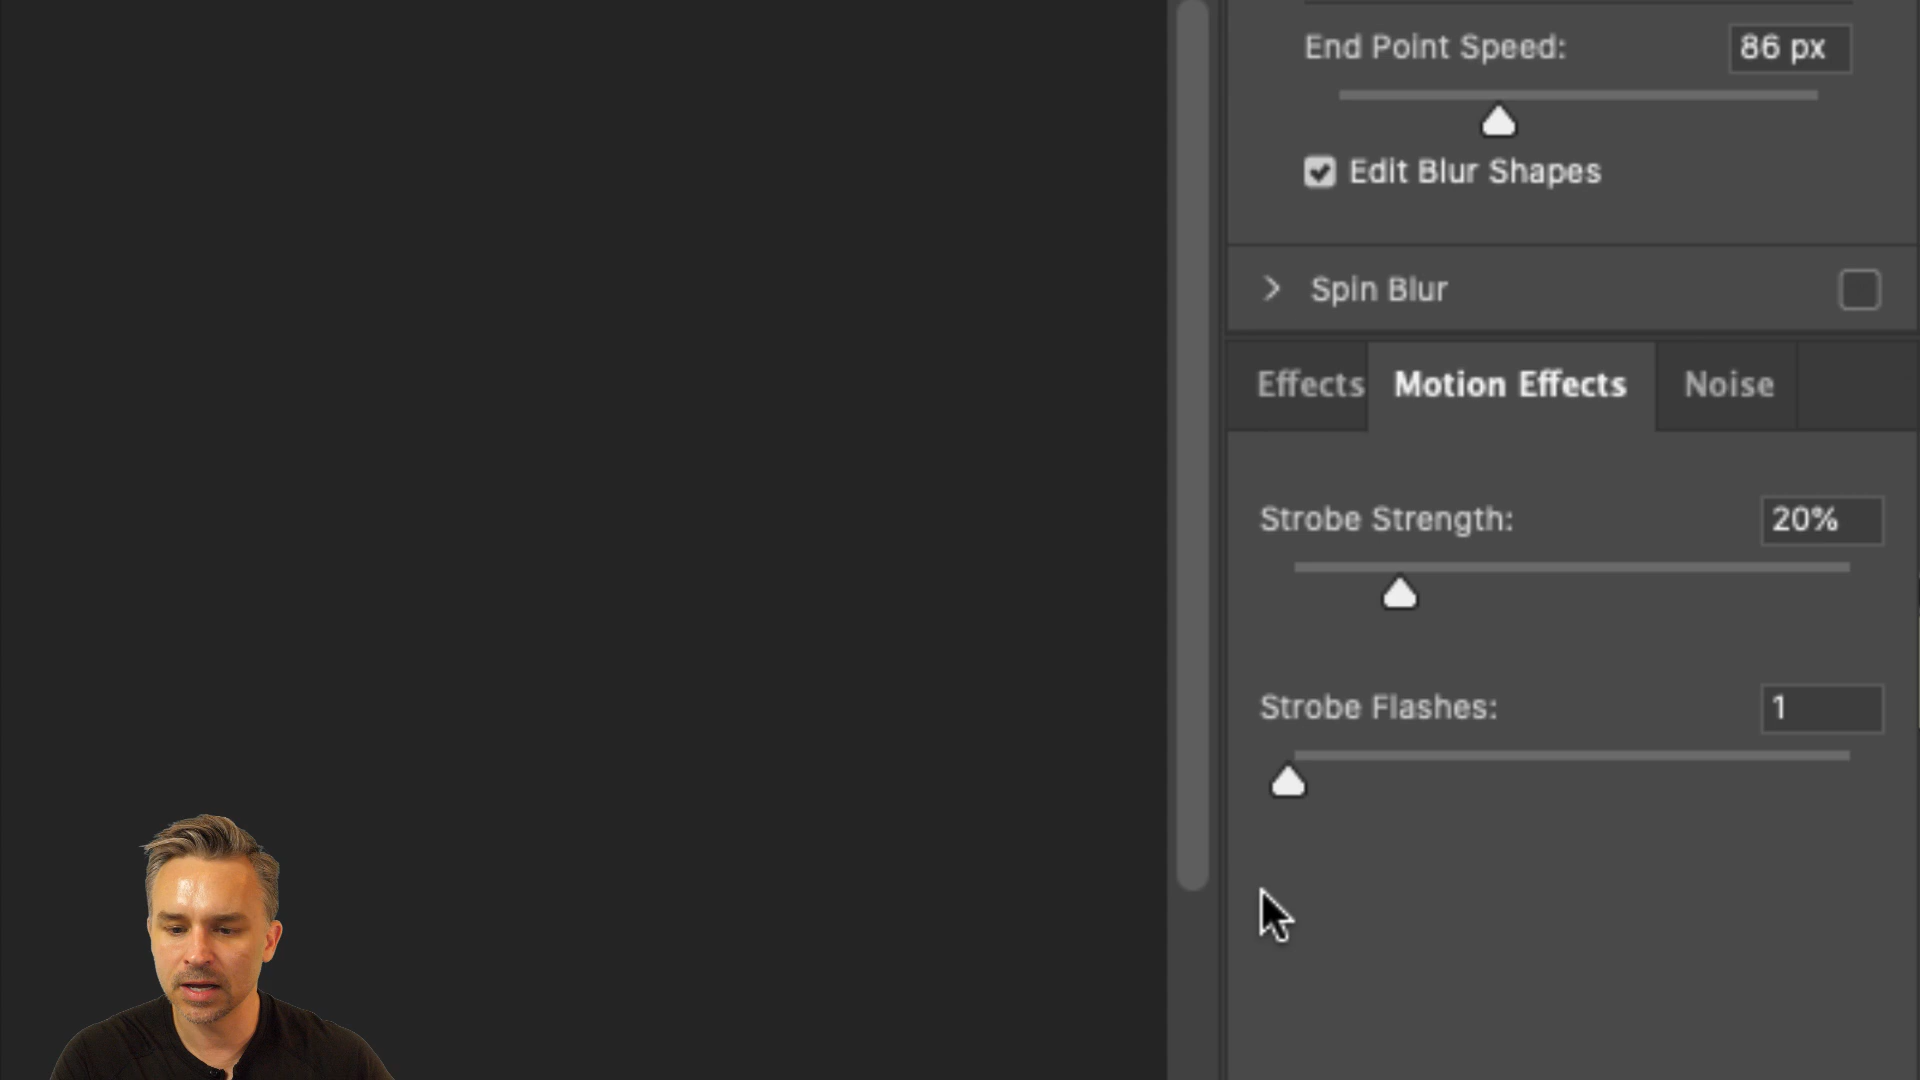 End Point Speed: 86 px
Edit Blur Shapes
Spin Blur
Effects Motion Effects Noise
Strobe Strength: 20%
Strobe Flashes: 1